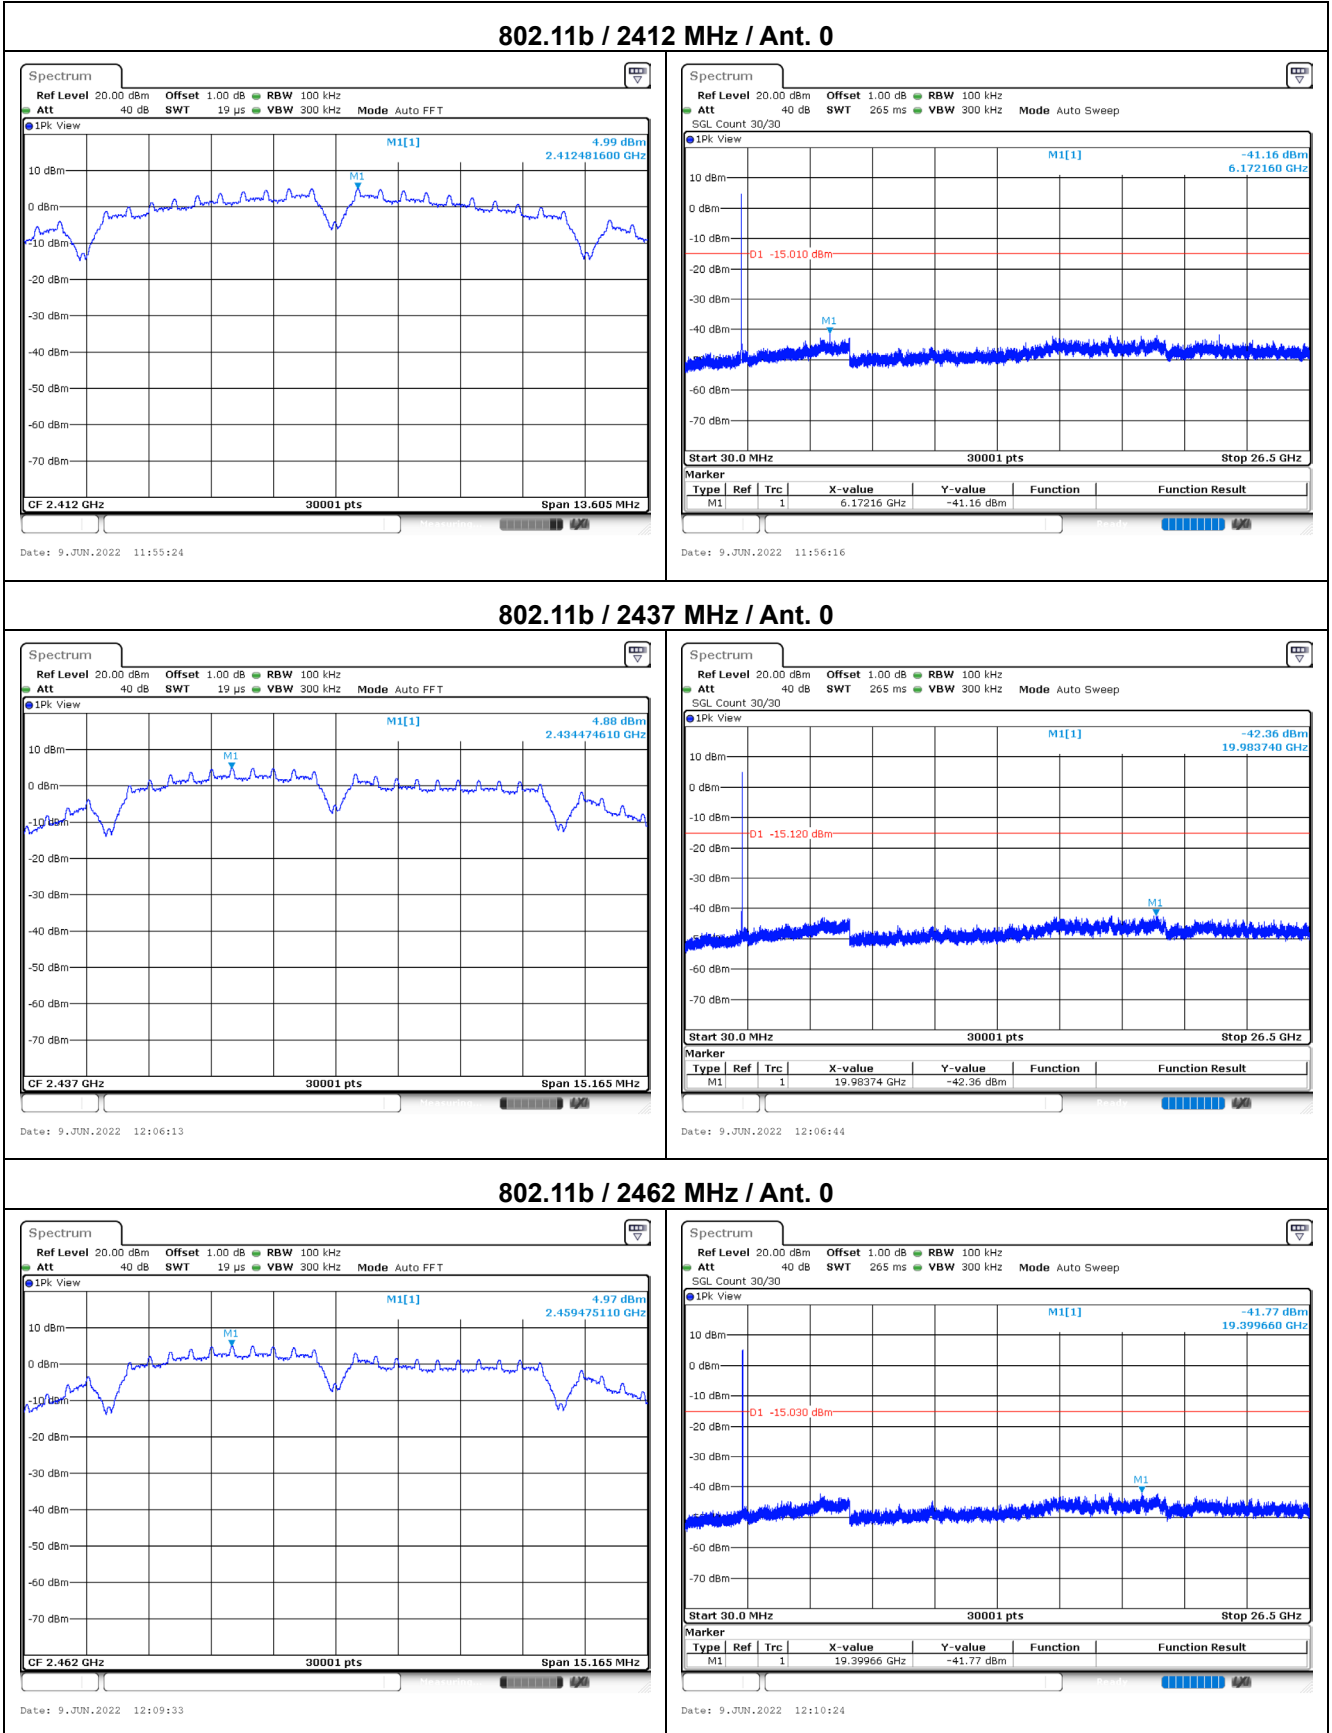 802.11b / 2412 MHz / Ant. 0
Spectrum
Ref Level 20.00 dBm Offset 1.00 dB RBW 100 kHz
Att 40 dB SWT 19 µs VBW 300 kHz Mode Auto FFT
1Pk View
M1[1] 4.99 dBm
2.412481600 GHz
M1
10 dBm
0 dBm
-10 dBm
-20 dBm
-30 dBm
-40 dBm
-50 dBm
-60 dBm
-70 dBm
CF 2.412 GHz 30001 pts Span 13.605 MHz
Measuring...
Date: 9.JUN.2022 11:55:24
Spectrum
Ref Level 20.00 dBm Offset 1.00 dB RBW 100 kHz
Att 40 dB SWT 265 ms VBW 300 kHz Mode Auto Sweep
SGL Count 30/30
1Pk View
M1[1] -41.16 dBm
6.172160 GHz
10 dBm
0 dBm
-10 dBm
D1 -15.010 dBm
-20 dBm
-30 dBm
M1
-40 dBm
-60 dBm
-70 dBm
Start 30.0 MHz 30001 pts Stop 26.5 GHz
Marker
Type Ref Trc X-value Y-value Function Function Result
M1 1 6.17216 GHz -41.16 dBm
Ready
Date: 9.JUN.2022 11:56:16
802.11b / 2437 MHz / Ant. 0
Spectrum
Ref Level 20.00 dBm Offset 1.00 dB RBW 100 kHz
Att 40 dB SWT 19 µs VBW 300 kHz Mode Auto FFT
1Pk View
M1[1] 4.88 dBm
2.434474610 GHz
10 dBm
M1
0 dBm
-10 dBm
-20 dBm
-30 dBm
-40 dBm
-50 dBm
-60 dBm
-70 dBm
CF 2.437 GHz 30001 pts Span 15.165 MHz
Measuring...
Date: 9.JUN.2022 12:06:13
Spectrum
Ref Level 20.00 dBm Offset 1.00 dB RBW 100 kHz
Att 40 dB SWT 265 ms VBW 300 kHz Mode Auto Sweep
SGL Count 30/30
1Pk View
M1[1] -42.36 dBm
19.983740 GHz
10 dBm
0 dBm
-10 dBm
D1 -15.120 dBm
-20 dBm
-30 dBm
M1
-40 dBm
-60 dBm
-70 dBm
Start 30.0 MHz 30001 pts Stop 26.5 GHz
Marker
Type Ref Trc X-value Y-value Function Function Result
M1 1 19.98374 GHz -42.36 dBm
Ready
Date: 9.JUN.2022 12:06:44
802.11b / 2462 MHz / Ant. 0
Spectrum
Ref Level 20.00 dBm Offset 1.00 dB RBW 100 kHz
Att 40 dB SWT 19 µs VBW 300 kHz Mode Auto FFT
1Pk View
M1[1] 4.97 dBm
2.459475110 GHz
10 dBm
M1
0 dBm
-10 dBm
-20 dBm
-30 dBm
-40 dBm
-50 dBm
-60 dBm
-70 dBm
CF 2.462 GHz 30001 pts Span 15.165 MHz
Measuring...
Date: 9.JUN.2022 12:09:33
Spectrum
Ref Level 20.00 dBm Offset 1.00 dB RBW 100 kHz
Att 40 dB SWT 265 ms VBW 300 kHz Mode Auto Sweep
SGL Count 30/30
1Pk View
M1[1] -41.77 dBm
19.399660 GHz
10 dBm
0 dBm
-10 dBm
D1 -15.030 dBm
-20 dBm
-30 dBm
M1
-40 dBm
-60 dBm
-70 dBm
Start 30.0 MHz 30001 pts Stop 26.5 GHz
Marker
Type Ref Trc X-value Y-value Function Function Result
M1 1 19.39966 GHz -41.77 dBm
Ready
Date: 9.JUN.2022 12:10:24